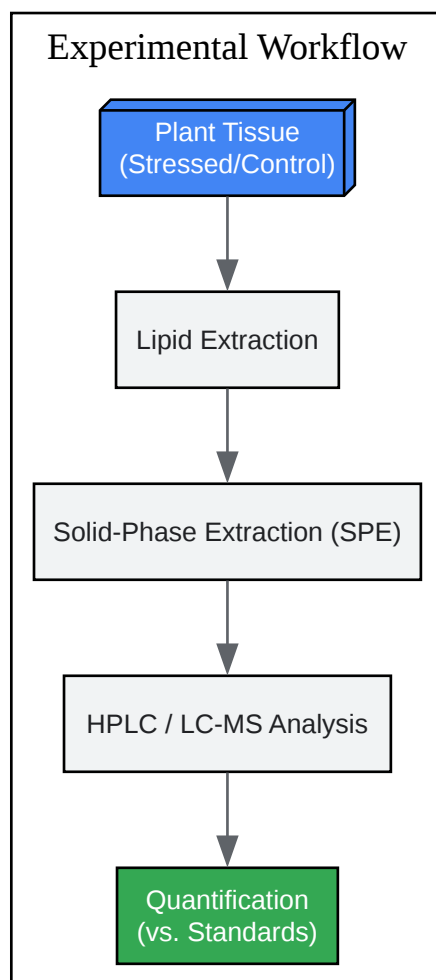 Experimental Workflow
Plant Tissue
(Stressed/Control)
Lipid Extraction
Solid-Phase Extraction (SPE)
HPLC / LC-MS Analysis
Quantification
(vs. Standards)